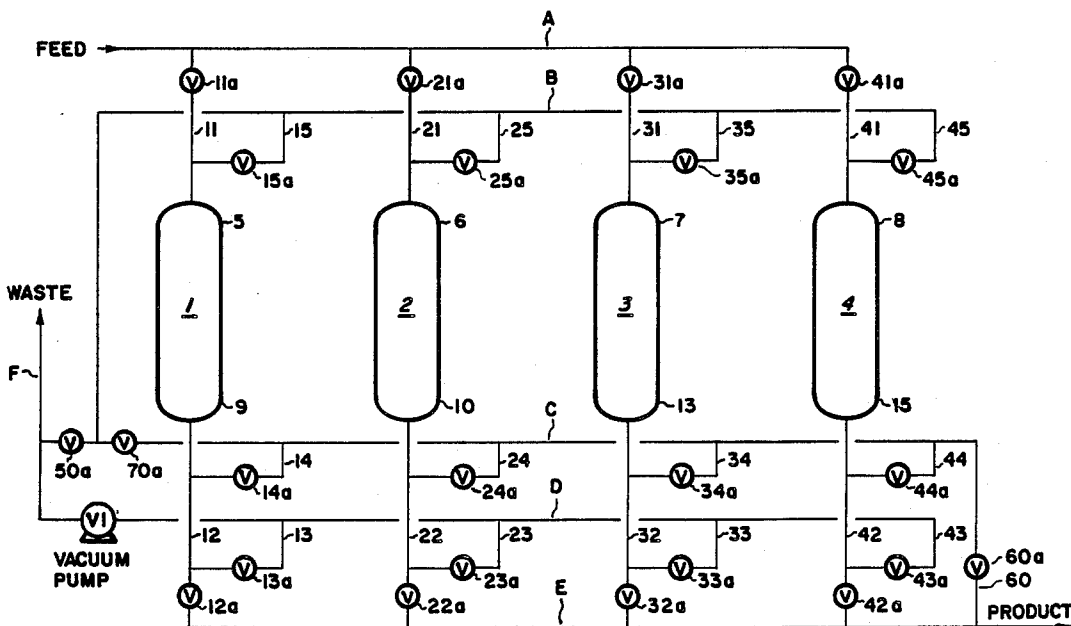 A
FEED
11a 21a 31a 41a
B
11 15 21 25 31 35 41 45
15a 25a 35a 45a
5 6 7 8
WASTE
1 2 3 4
F
9 10 13 15
C
50a 70a 14 24 34 44
14a 24a 34a 44a
D
V1 12 13 22 23 32 33 42 43
VACUUM
PUMP
13a 23a 33a 43a 60a
60
12a 22a 32a 42a
E
PRODUCT
V V V V
V V V V
V V
V V V V
V V V V V
V V V V